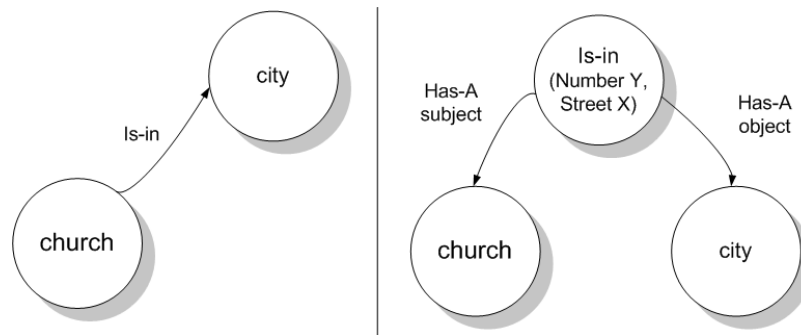 city
Is-in
church
Is-in
(Number Y,
Street X)
Has-A
subject
Has-A
object
church
city